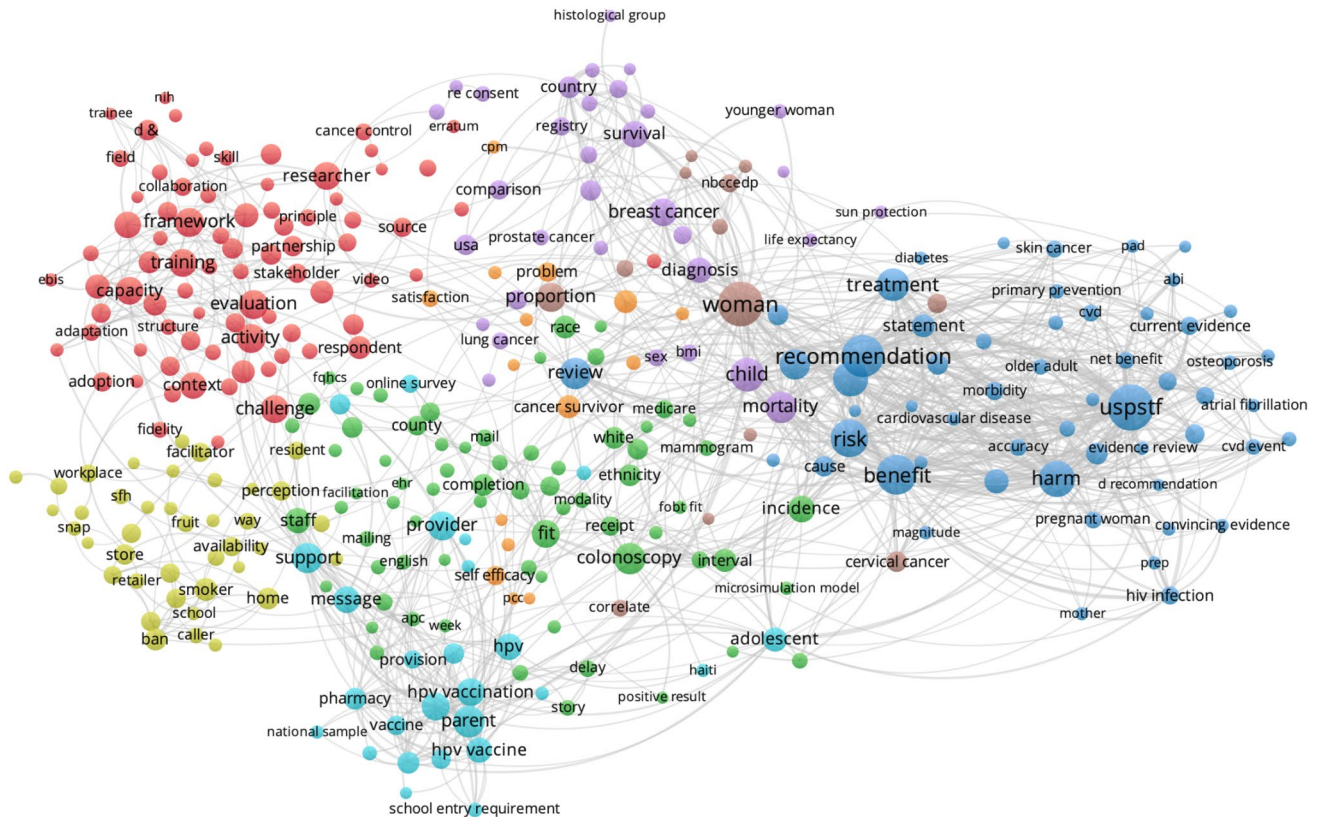 histological group
country
re consent
nih
trainee
younger woman
d &
cancer control
erratum
registry
survival
cpm
field
skill
researcher
nbccedp
collaboration
comparison
breast cancer
sun protection
framework
principle
source
prostate cancer
life expectancy
partnership
usa
skin cancer
pad
diabetes
training
stakeholder
video
problem
diagnosis
ebis
abi
treatment
capacity
primary prevention
evaluation
satisfaction
proportion
woman
cvd
adaptation
structure
race
statement
current evidence
activity
lung cancer
respondent
sex
bmi
recommendation
net benefit
osteoporosis
older adult
review
child
adoption
context
fqhcs
online survey
morbidity
challenge
cancer survivor
medicare
mortality
uspstf
atrial fibrillation
cardiovascular disease
fidelity
county
mail
white
mammogram
risk
accuracy
evidence review
cvd event
facilitator
resident
workplace
cause
ethnicity
benefit
harm
d recommendation
ehr
completion
perception
facilitation
sfh
modality
fobt fit
incidence
snap
fruit
way
staff
provider
receipt
pregnant woman
convincing evidence
mailing
fit
magnitude
availability
store
support
english
colonoscopy
interval
cervical cancer
prep
retailer
smoker
self efficacy
microsimulation model
home
message
pcc
correlate
hiv infection
school
mother
ban
caller
apc
week
adolescent
hpv
provision
delay
haiti
hpv vaccination
pharmacy
positive result
story
national sample
vaccine
parent
hpv vaccine
school entry requirement